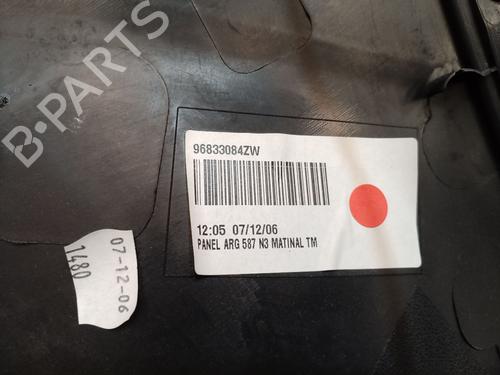 B-PARTS
96833084ZW
12:05 07/12/06
PANEL ARG 587 N3 MATINAL TM
07-12-06
1480